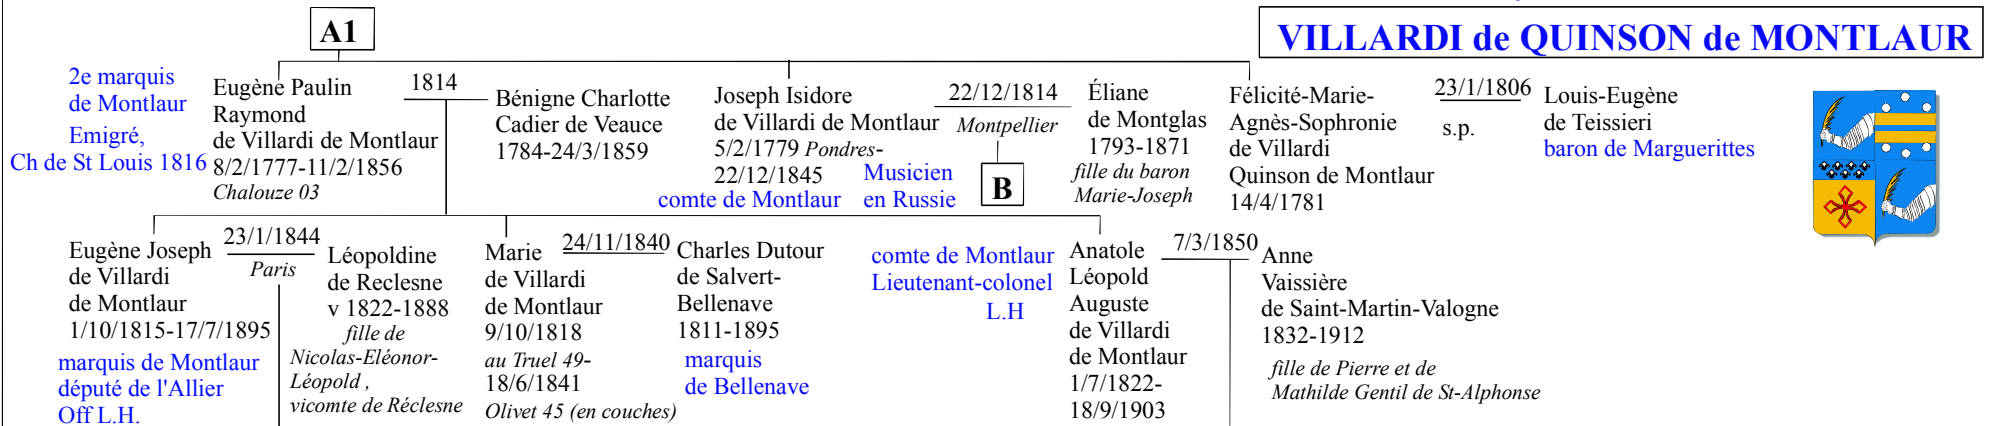 A1
VILLARDI de QUINSON de MONTLAUR
2e marquis
de Montlaur
Emigré,
Ch de St Louis 1816
Eugène Paulin
Raymond
de Villardi de Montlaur
8/2/1777-11/2/1856
Chalouze 03
1814
Bénigne Charlotte
Cadier de Veauce
1784-24/3/1859
Joseph Isidore
de Villardi de Montlaur
5/2/1779 Pondres-
22/12/1845
comte de Montlaur
Musicien
en Russie
22/12/1814
Montpellier
B
Éliane
de Montglas
1793-1871
fille du baron
Marie-Joseph
Félicité-Marie-
Agnès-Sophronie
de Villardi
Quinson de Montlaur
14/4/1781
23/1/1806
s.p.
Louis-Eugène
de Teissieri
baron de Marguerittes
Eugène Joseph
de Villardi
de Montlaur
1/10/1815-17/7/1895
marquis de Montlaur
député de l'Allier
Off L.H.
23/1/1844
Paris
Léopoldine
de Reclesne
v 1822-1888
fille de
Nicolas-Eléonor-
Léopold ,
vicomte de Réclesne
Marie
de Villardi
de Montlaur
9/10/1818
au Truel 49-
18/6/1841
Olivet 45 (en couches)
24/11/1840
Charles Dutour
de Salvert-
Bellenave
1811-1895
marquis
de Bellenave
comte de Montlaur
Lieutenant-colonel
L.H
Anatole
Léopold
Auguste
de Villardi
de Montlaur
1/7/1822-
18/9/1903
7/3/1850
Anne
Vaissière
de Saint-Martin-Valogne
1832-1912
fille de Pierre et de
Mathilde Gentil de St-Alphonse